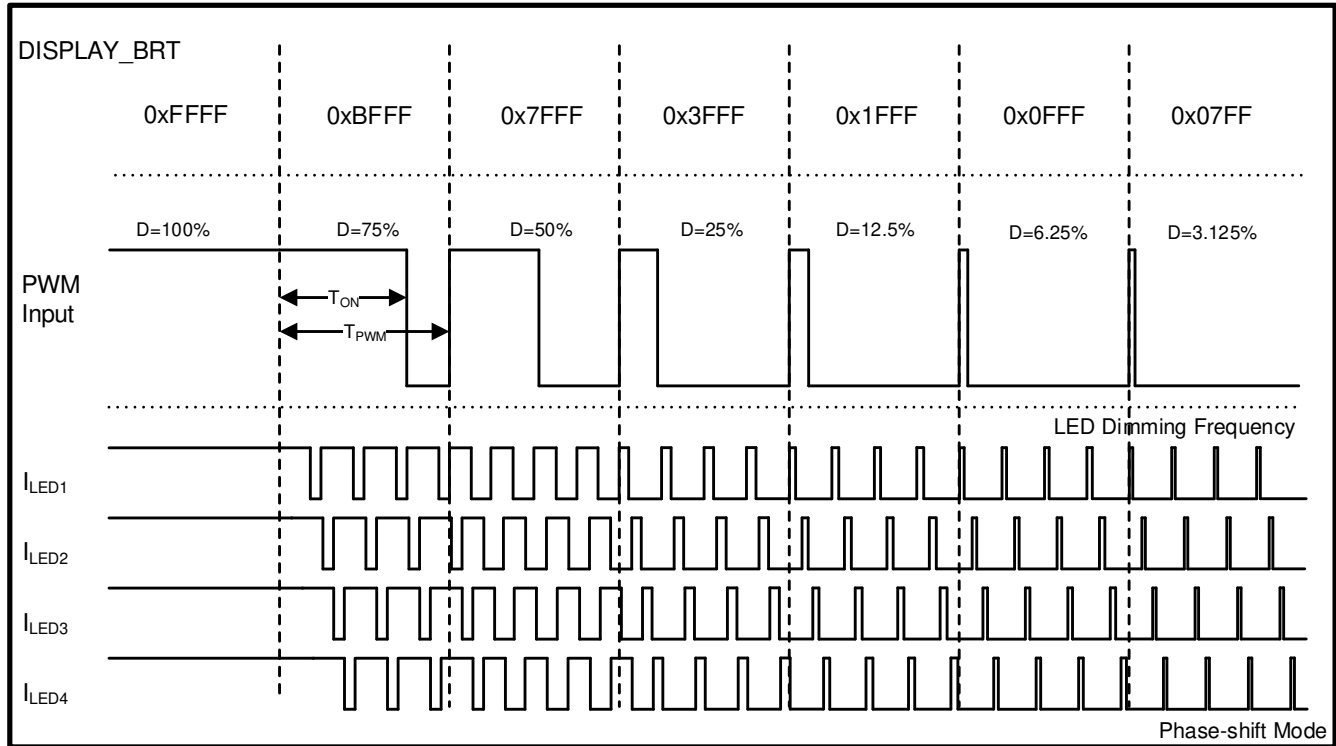 DISPLAY_BRT
0xFFFF 0xBFFF 0x7FFF 0x3FFF 0x1FFF 0x0FFF 0x07FF
D=100% D=75% D=50% D=25% D=12.5% D=6.25% D=3.125%
PWM
Input
TON
TPWM
LED Dimming Frequency
ILED1
ILED2
ILED3
ILED4
Phase-shift Mode